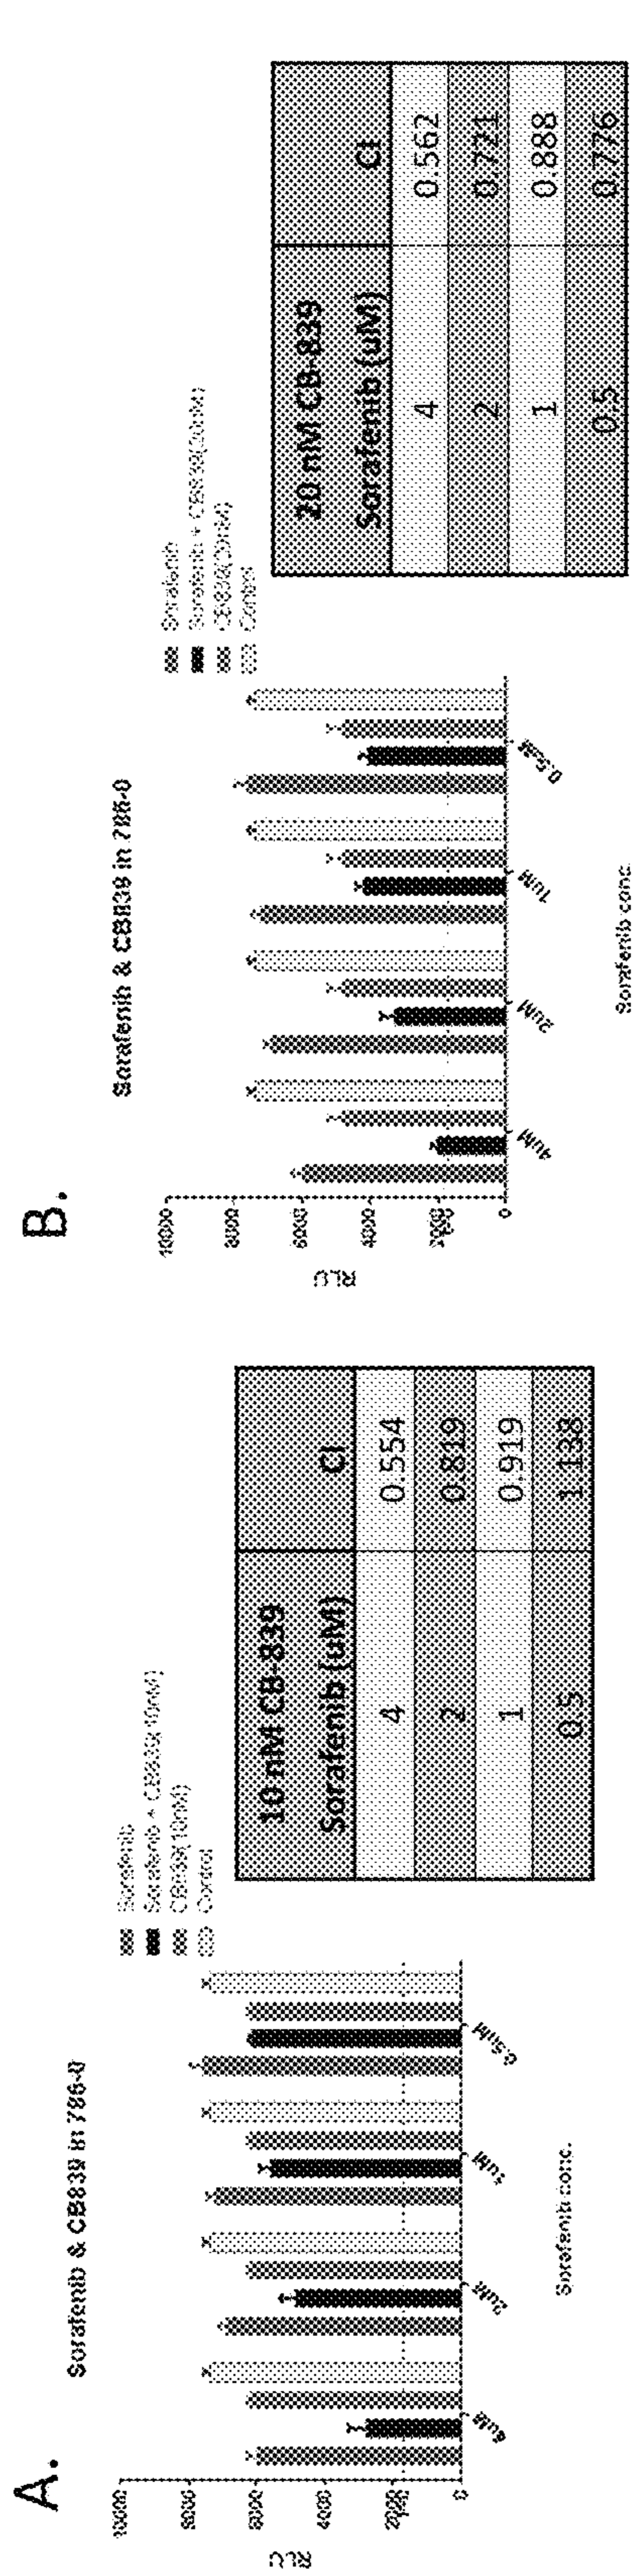 A.
Sorafenib & CB839 in 786-0
Sorafenib
Sorafenib + CB839(10nM)
CB839(10nM)
Control
RLU
10000
8000
6000
4000
2000
0
4uM
2uM
1uM
0.5uM
Sorafenib conc.
10 nM CB-839
Sorafenib (uM) CI
4 0.554
2 0.819
1 0.919
0.5 1.138
B.
Sorafenib & CB839 in 786-0
Sorafenib
Sorafenib + CB839(20nM)
CB839(20nM)
Control
RLU
10000
8000
6000
4000
2000
0
4uM
2uM
1uM
0.5uM
Sorafenib conc.
20 nM CB-839
Sorafenib (uM) CI
4 0.562
2 0.721
1 0.888
0.5 0.776